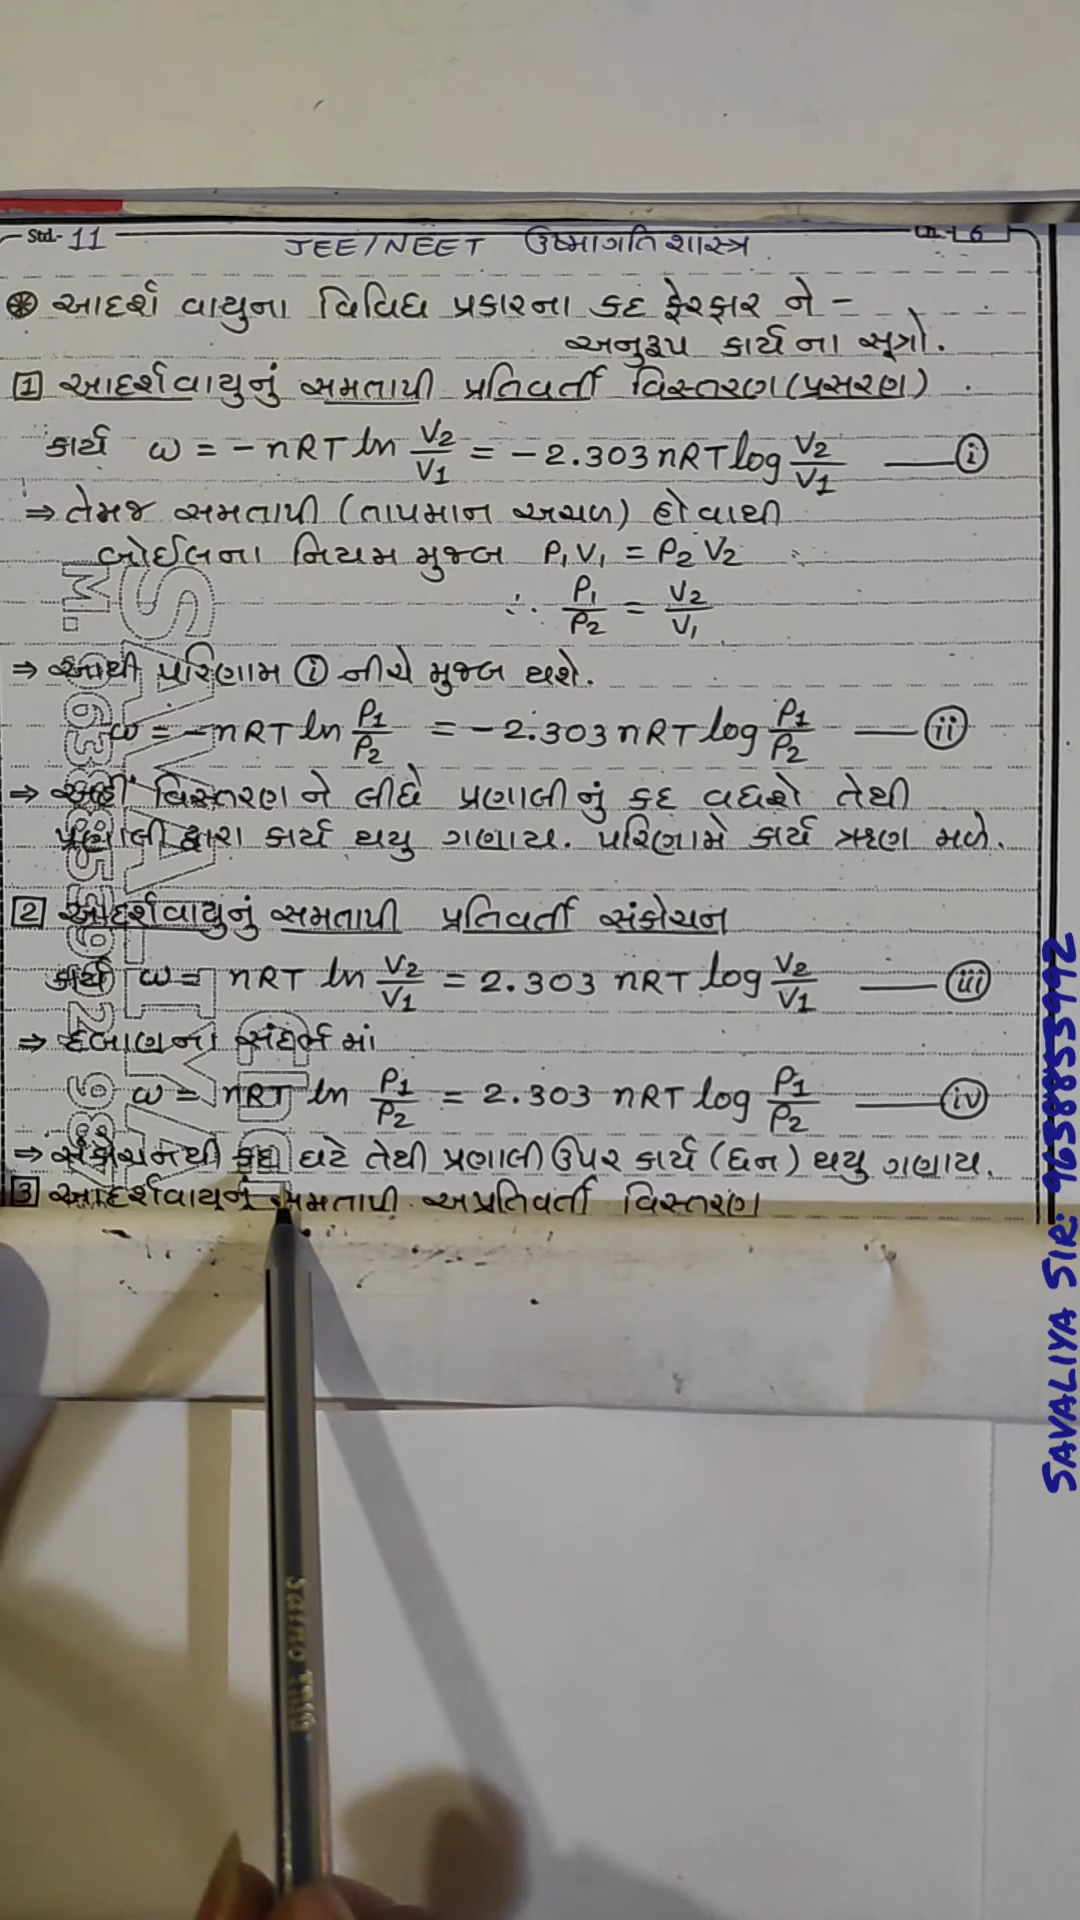 Std- 11 JEE/NEET ઉષ્માગતિશાસ્ત્ર Ch- 6
આદર્શ વાયુના વિવિધ પ્રકારના કદ ફેરફાર ને -
અનુરૂપ કાર્યના સૂત્રો.
1 આદર્શવાયુનું સમતાપી પ્રતિવર્તી વિસ્તરણ (પ્રસરણ)
કાર્ય ω = - nRT ln V2/V1 = - 2.303 nRT log V2/V1 — (i)
⇒ તેમજ સમતાપી (તાપમાન અચળ) હોવાથી
બોઈલના નિયમ મુજબ P1V1 = P2V2
∴ P1/P2 = V2/V1
⇒ આથી પરિણામ (i) નીચે મુજબ થશે.
ω = - nRT ln P1/P2 = - 2.303 nRT log P1/P2 — (ii)
⇒ અહીં વિસ્તરણ ને લીધે પ્રણાલીનું કદ વધશે તેથી
પ્રણાલી દ્વારા કાર્ય થયુ ગણાય. પરિણામે કાર્ય ઋણ મળે.
2 આદર્શવાયુનું સમતાપી પ્રતિવર્તી સંકોચન
કાર્ય ω = nRT ln V2/V1 = 2.303 nRT log V2/V1 — (iii)
⇒ દબાણના સંદર્ભ માં
ω = nRT ln P1/P2 = 2.303 nRT log P1/P2 — (iv)
⇒ સંકોચનથી કદ ઘટે તેથી પ્રણાલી ઉપર કાર્ય (ધન) થયુ ગણાય.
3 આદર્શવાયુનું સમતાપી અપ્રતિવર્તી વિસ્તરણ
SAVALIYA SIR: 9638855992